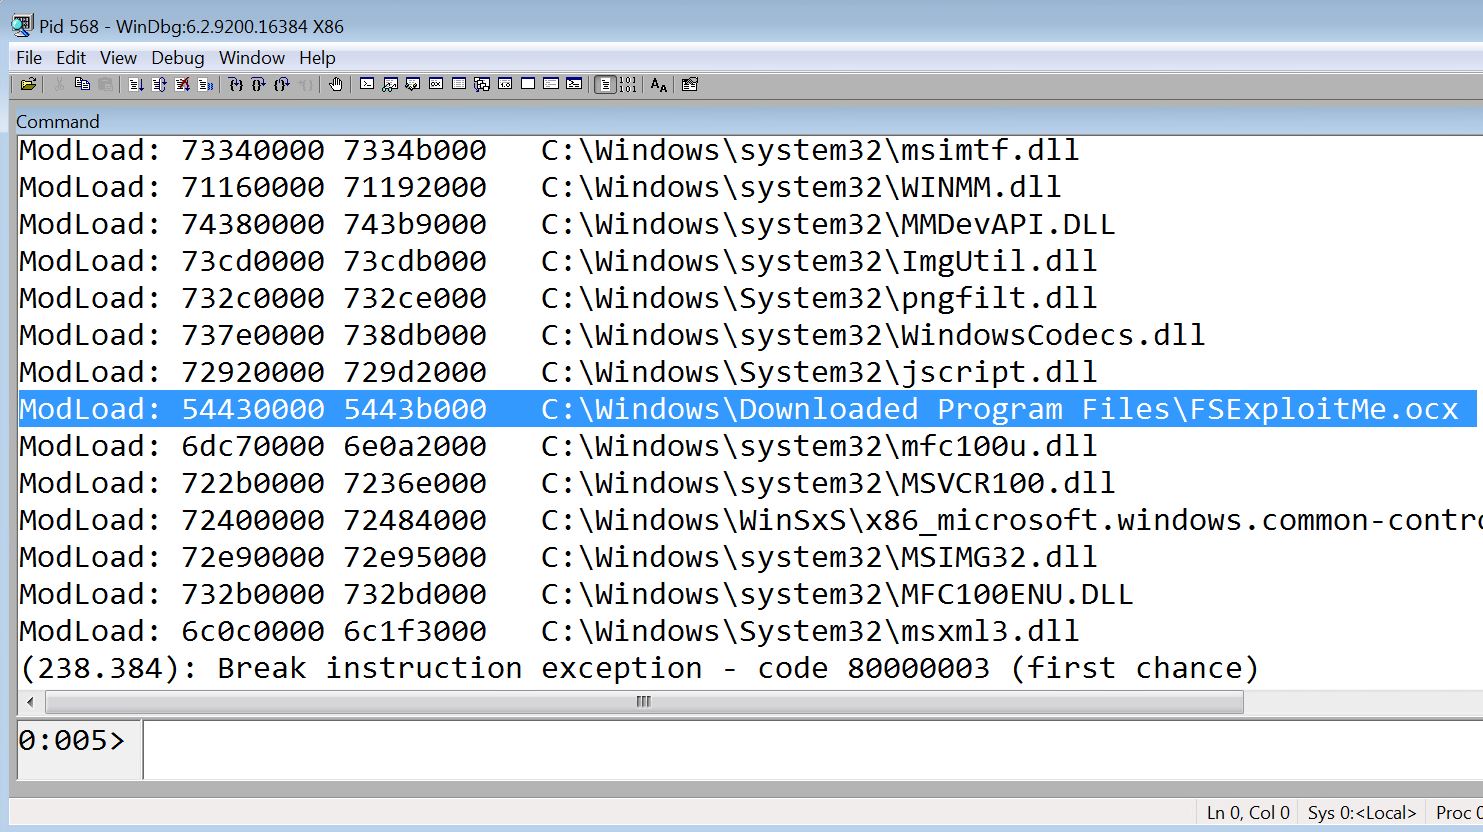 Pid 568 - WinDbg:6.2.9200.16384 X86
File Edit View Debug Window Help
Command
ModLoad: 73340000 7334b000   C:\Windows\system32\msimtf.dll
ModLoad: 71160000 71192000   C:\Windows\system32\WINMM.dll
ModLoad: 74380000 743b9000   C:\Windows\system32\MMDevAPI.DLL
ModLoad: 73cd0000 73cdb000   C:\Windows\system32\ImgUtil.dll
ModLoad: 732c0000 732ce000   C:\Windows\System32\pngfilt.dll
ModLoad: 737e0000 738db000   C:\Windows\system32\WindowsCodecs.dll
ModLoad: 72920000 729d2000   C:\Windows\System32\jscript.dll
ModLoad: 54430000 5443b000   C:\Windows\Downloaded Program Files\FSExploitMe.ocx
ModLoad: 6dc70000 6e0a2000   C:\Windows\system32\mfc100u.dll
ModLoad: 722b0000 7236e000   C:\Windows\system32\MSVCR100.dll
ModLoad: 72400000 72484000   C:\Windows\WinSxS\x86_microsoft.windows.common-contro
ModLoad: 72e90000 72e95000   C:\Windows\system32\MSIMG32.dll
ModLoad: 732b0000 732bd000   C:\Windows\system32\MFC100ENU.DLL
ModLoad: 6c0c0000 6c1f3000   C:\Windows\System32\msxml3.dll
(238.384): Break instruction exception - code 80000003 (first chance)
0:005>
Ln 0, Col 0 Sys 0:<Local> Proc 0